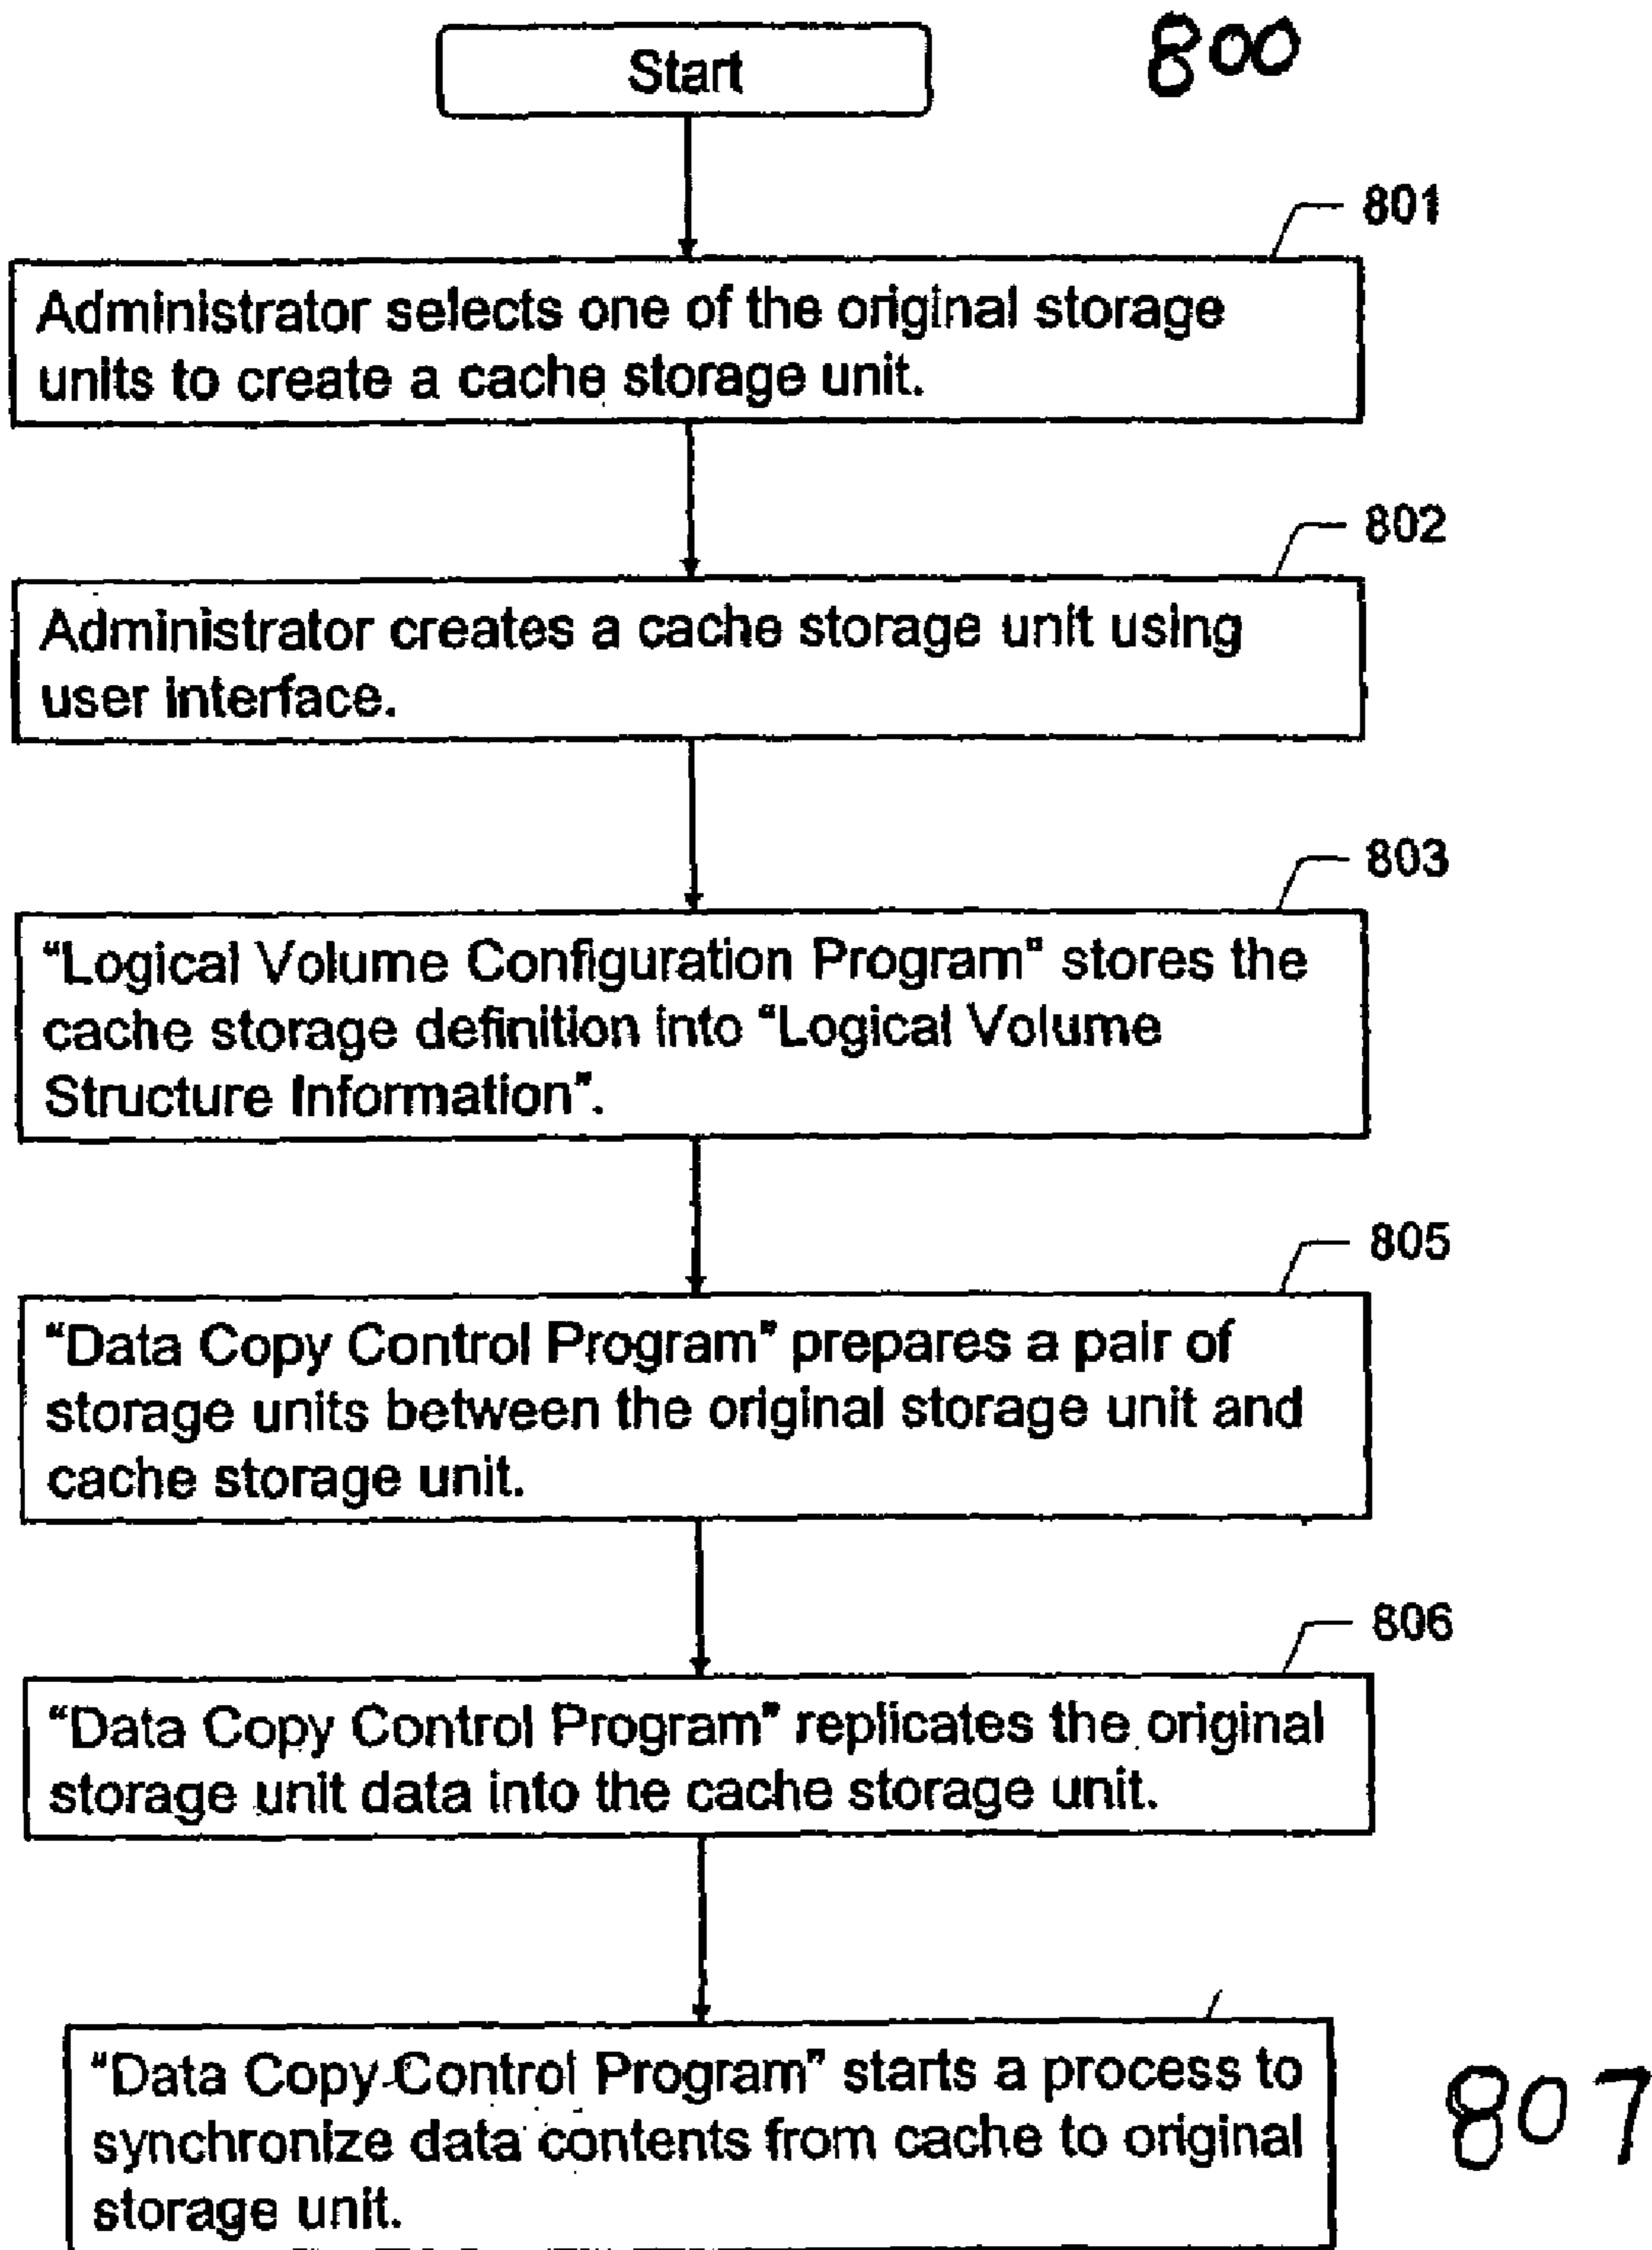 Start
800
801
Administrator selects one of the original storage
units to create a cache storage unit.
802
Administrator creates a cache storage unit using
user interface.
803
“Logical Volume Configuration Program” stores the
cache storage definition into “Logical Volume
Structure Information”.
805
“Data Copy Control Program” prepares a pair of
storage units between the original storage unit and
cache storage unit.
806
“Data Copy Control Program” replicates the original
storage unit data into the cache storage unit.
“Data Copy Control Program” starts a process to
synchronize data contents from cache to original
storage unit.
807